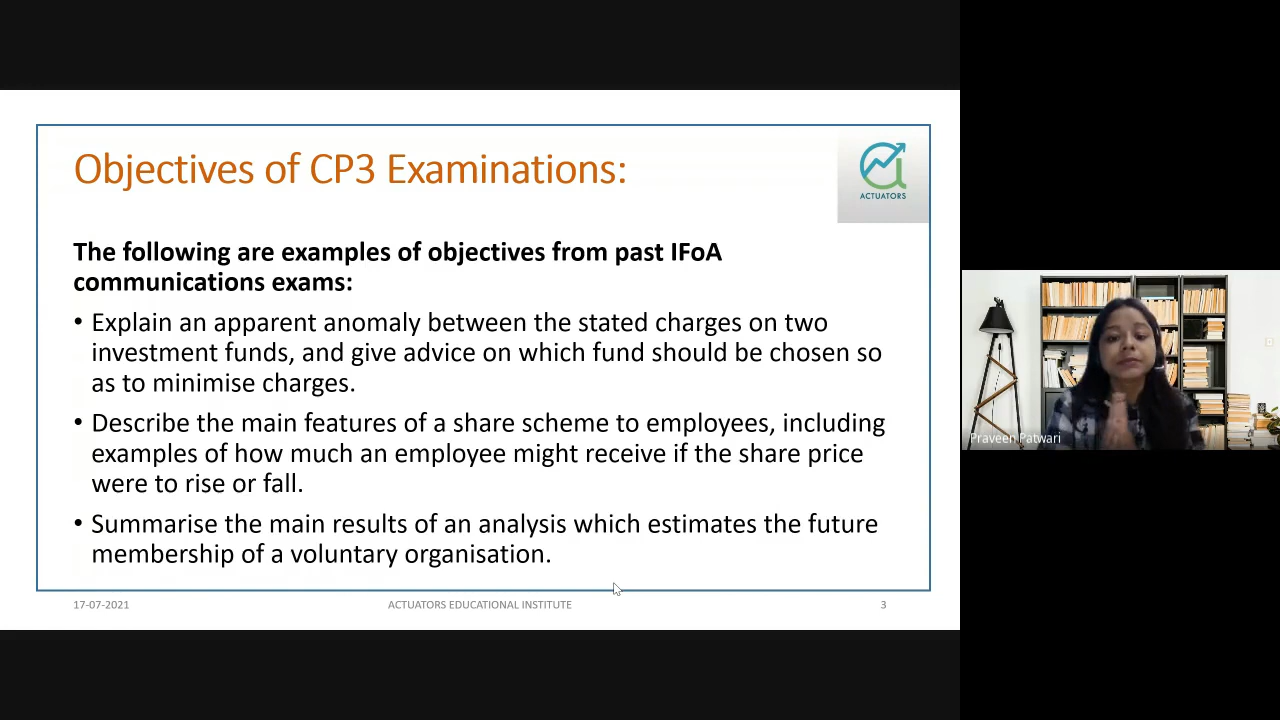 Objectives of CP3 Examinations:
ACTUATORS
The following are examples of objectives from past IFoA
communications exams:
• Explain an apparent anomaly between the stated charges on two
investment funds, and give advice on which fund should be chosen so
as to minimise charges.
• Describe the main features of a share scheme to employees, including
examples of how much an employee might receive if the share price
were to rise or fall.
• Summarise the main results of an analysis which estimates the future
membership of a voluntary organisation.
17-07-2021
ACTUATORS EDUCATIONAL INSTITUTE
3
Praveen Patwari